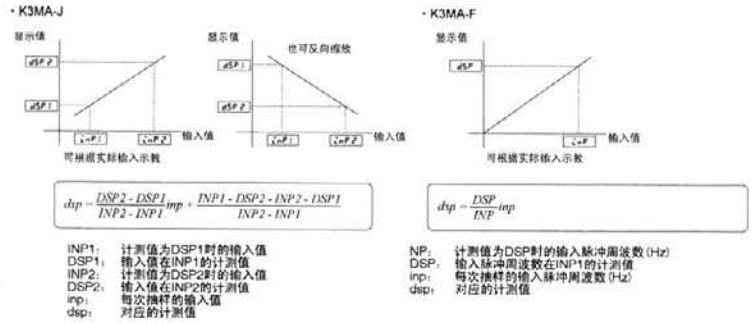 · K3MA-J
显示值
dSP.2
dSP.1
inP.1
inP.2
输入值
可根据实际输入示教
显示值
也可反向缩放
dSP.1
dSP.2
inP.1
inP.2
输入值
dsp = (DSP2 - DSP1)/(INP2 - INP1) inp + (INP1 - DSP2 - INP2 - DSP1)/(INP2 - INP1)
INP1: 计测值为DSP1时的输入值
DSP1: 输入值在INP1的计测值
INP2: 计测值为DSP2时的输入值
DSP2: 输入值在INP2的计测值
inp: 每次抽样的输入值
dsp: 对应的计测值
· K3MA-F
显示值
dSP
inP
输入值
可根据实际输入示教
dsp = DSP/INP inp
NP: 计测值为DSP时的输入脉冲周波数(Hz)
DSP: 输入脉冲周波数在INP1的计测值
inp: 每次抽样的输入脉冲周波数(Hz)
dsp: 对应的计测值